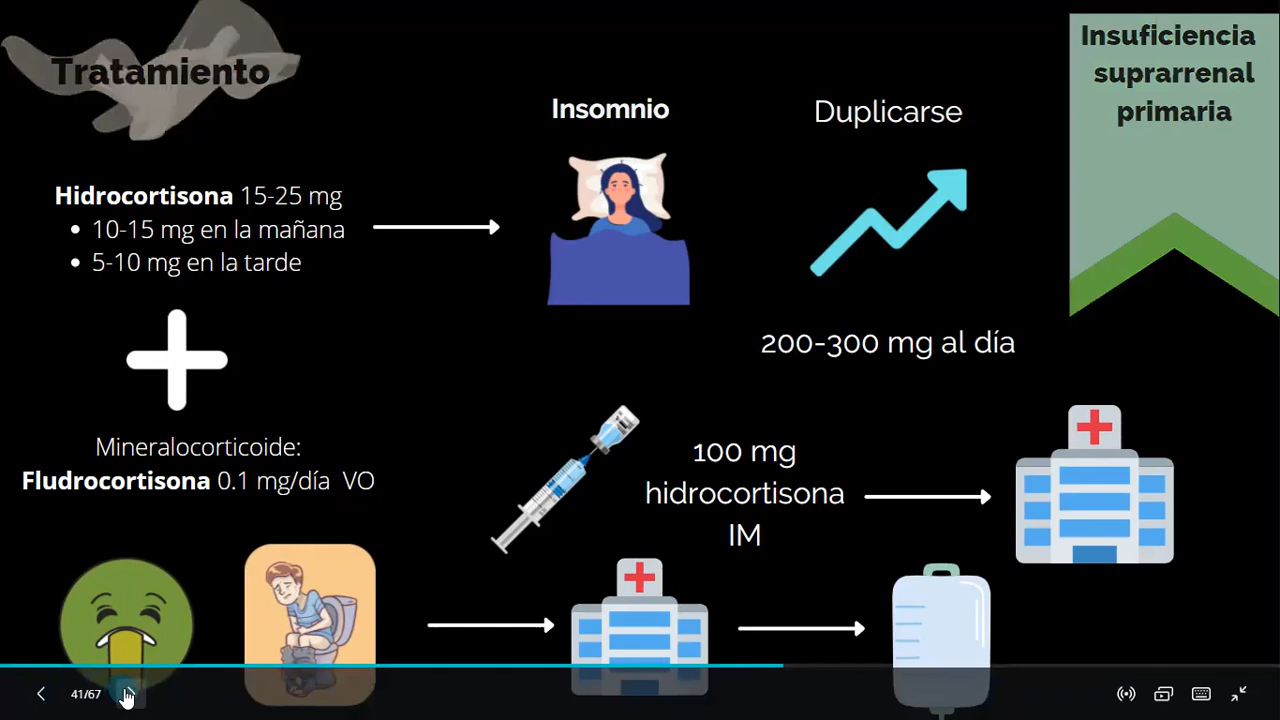 Tratamiento
Insuficiencia
suprarrenal
primaria
Insomnio
Duplicarse
Hidrocortisona 15-25 mg
• 10-15 mg en la mañana
• 5-10 mg en la tarde
200-300 mg al día
Mineralocorticoide:
Fludrocortisona 0.1 mg/día VO
100 mg
hidrocortisona
IM
41/67